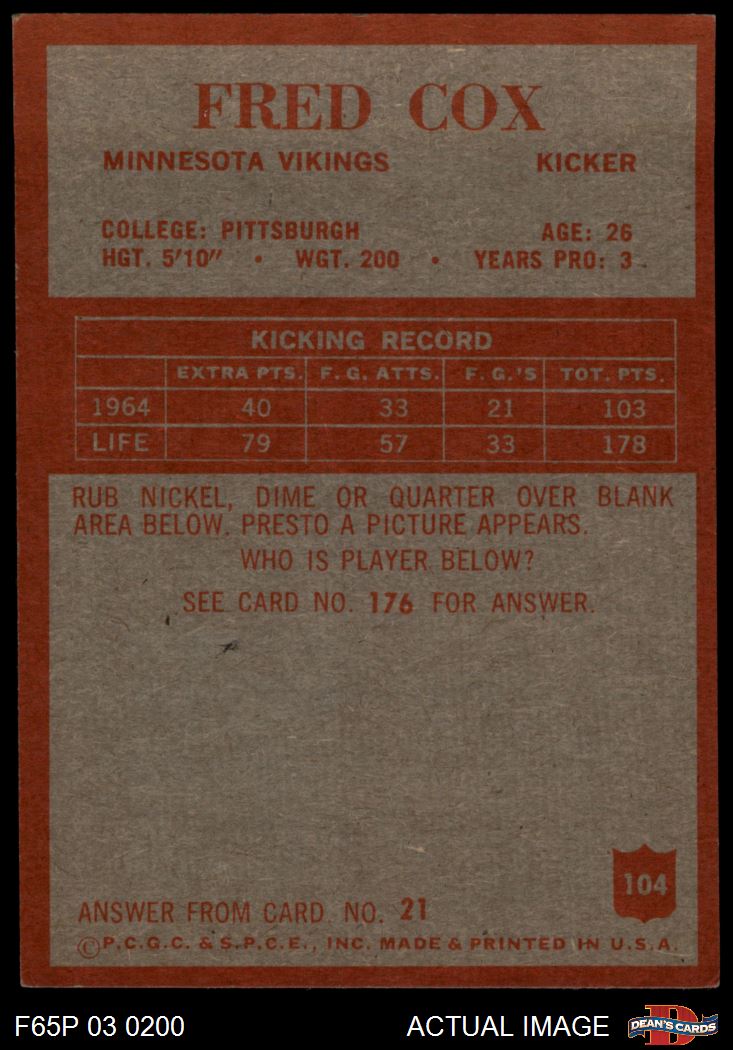 FRED COX
MINNESOTA VIKINGS KICKER
COLLEGE: PITTSBURGH AGE: 26
HGT. 5'10" • WGT. 200 • YEARS PRO: 3
KICKING RECORD
EXTRA PTS. F. G. ATTS. F. G.'S TOT. PTS.
1964 40 33 21 103
LIFE 79 57 33 178
RUB NICKEL, DIME OR QUARTER OVER BLANK
AREA BELOW. PRESTO A PICTURE APPEARS.
WHO IS PLAYER BELOW?
SEE CARD NO. 176 FOR ANSWER.
104
ANSWER FROM CARD NO. 21
©P.C.G.C. & S.P.C.E., INC. MADE & PRINTED IN U.S.A.
F65P 03 0200 ACTUAL IMAGE D DEAN'S CARDS